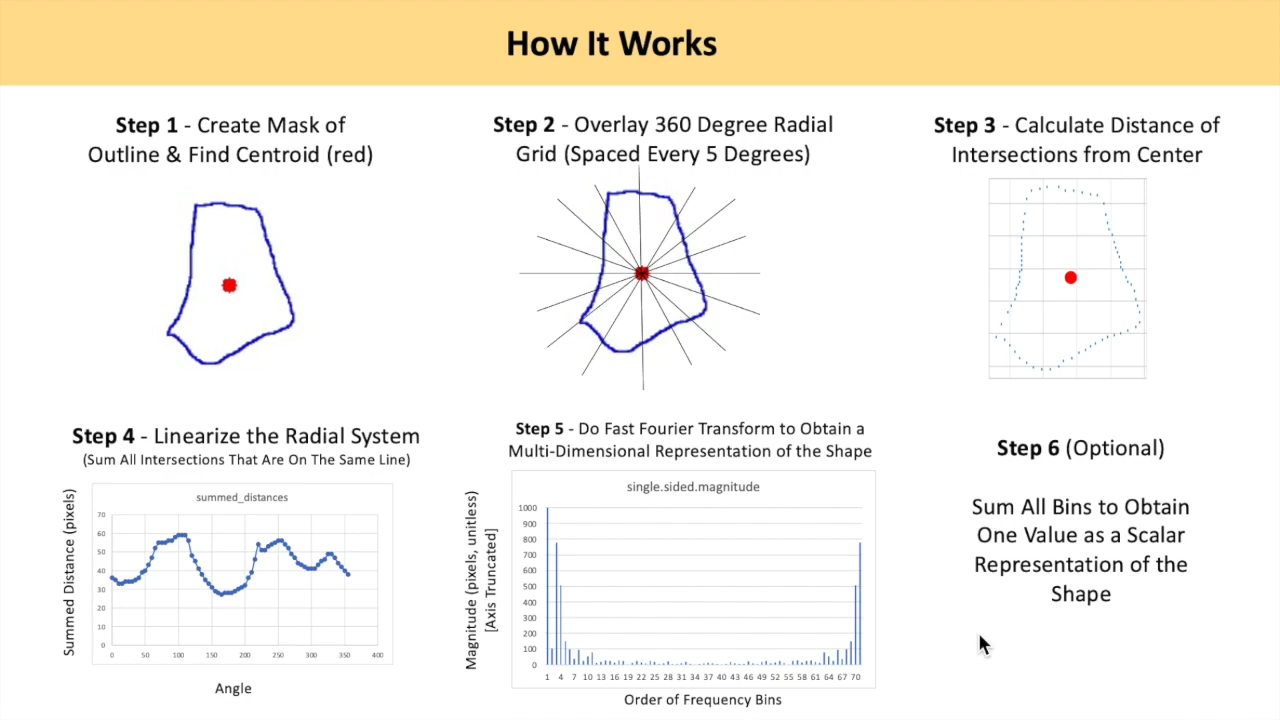 How It Works
Step 1 - Create Mask of
Outline & Find Centroid (red)
Step 2 - Overlay 360 Degree Radial
Grid (Spaced Every 5 Degrees)
Step 3 - Calculate Distance of
Intersections from Center
Step 4 - Linearize the Radial System
(Sum All Intersections That Are On The Same Line)
summed_distances
Summed Distance (pixels)
70
60
50
40
30
20
10
0
0 50 100 150 200 250 300 350 400
Angle
Step 5 - Do Fast Fourier Transform to Obtain a
Multi-Dimensional Representation of the Shape
single.sided.magnitude
Magnitude (pixels, unitless)
[Axis Truncated]
1000
900
800
700
600
500
400
300
200
100
0
1 4 7 10 13 16 19 22 25 28 31 34 37 40 43 46 49 52 55 58 61 64 67 70
Order of Frequency Bins
Step 6 (Optional)
Sum All Bins to Obtain
One Value as a Scalar
Representation of the
Shape